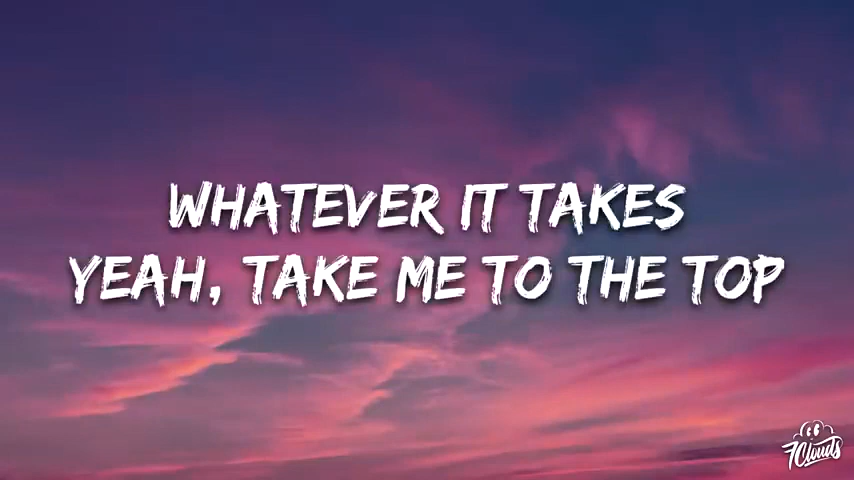 WHATEVER IT TAKES
YEAH, TAKE ME TO THE TOP
7Clouds